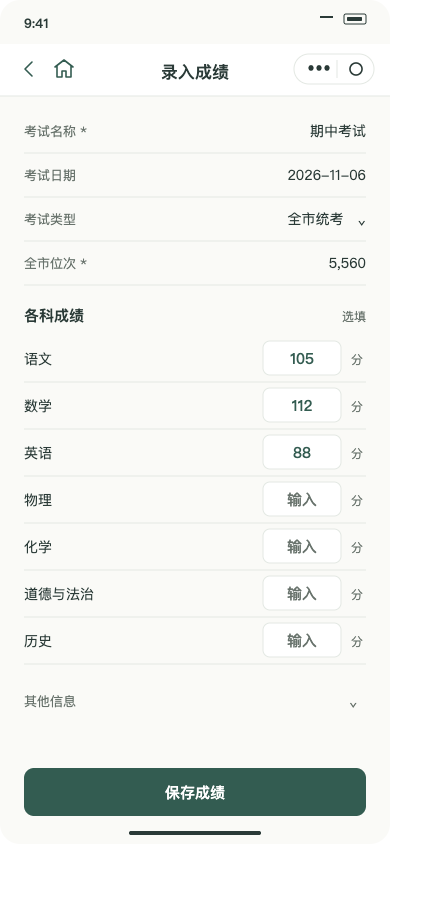 9:41
录入成绩
考试名称 * 期中考试
考试日期 2026-11-06
考试类型 全市统考
全市位次 * 5,560
各科成绩 选填
语文 105 分
数学 112 分
英语 88 分
物理 输入 分
化学 输入 分
道德与法治 输入 分
历史 输入 分
其他信息
保存成绩